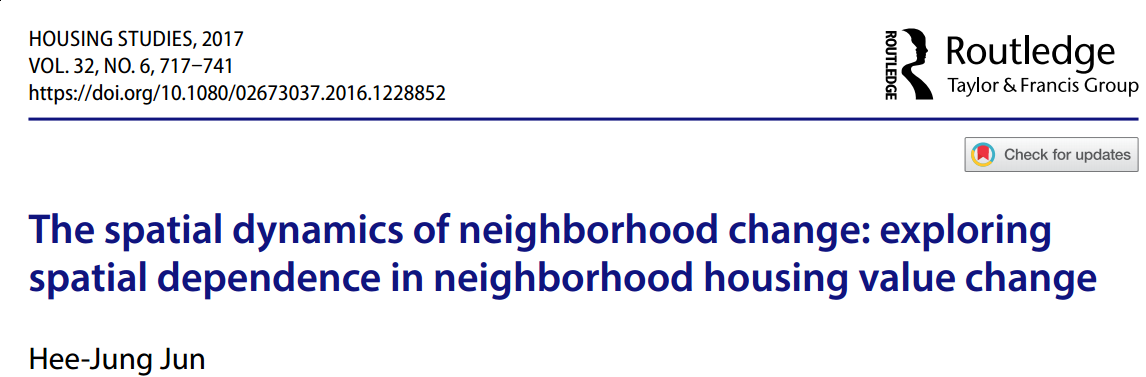 HOUSING STUDIES, 2017
VOL. 32, NO. 6, 717–741
https://doi.org/10.1080/02673037.2016.1228852
ROUTLEDGE
Routledge
Taylor & Francis Group
Check for updates
The spatial dynamics of neighborhood change: exploring
spatial dependence in neighborhood housing value change
Hee-Jung Jun